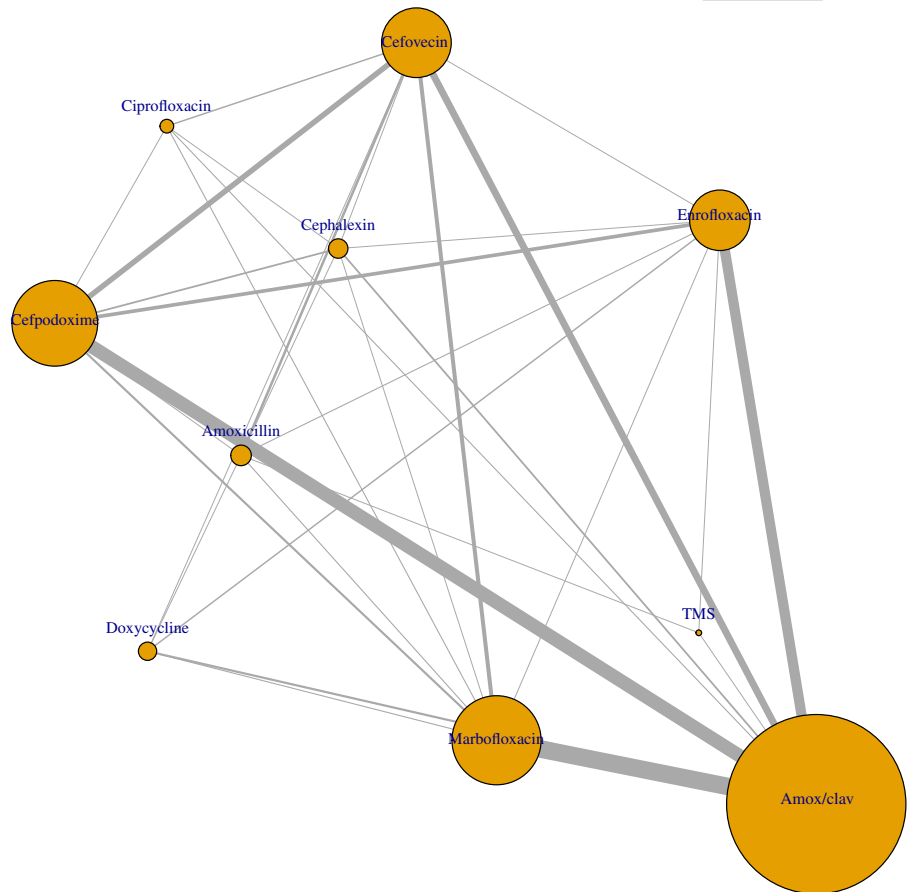 Cefovecin
Ciprofloxacin
Enrofloxacin
Cephalexin
Cefpodoxime
Amoxicillin
TMS
Doxycycline
Marbofloxacin
Amox/clav